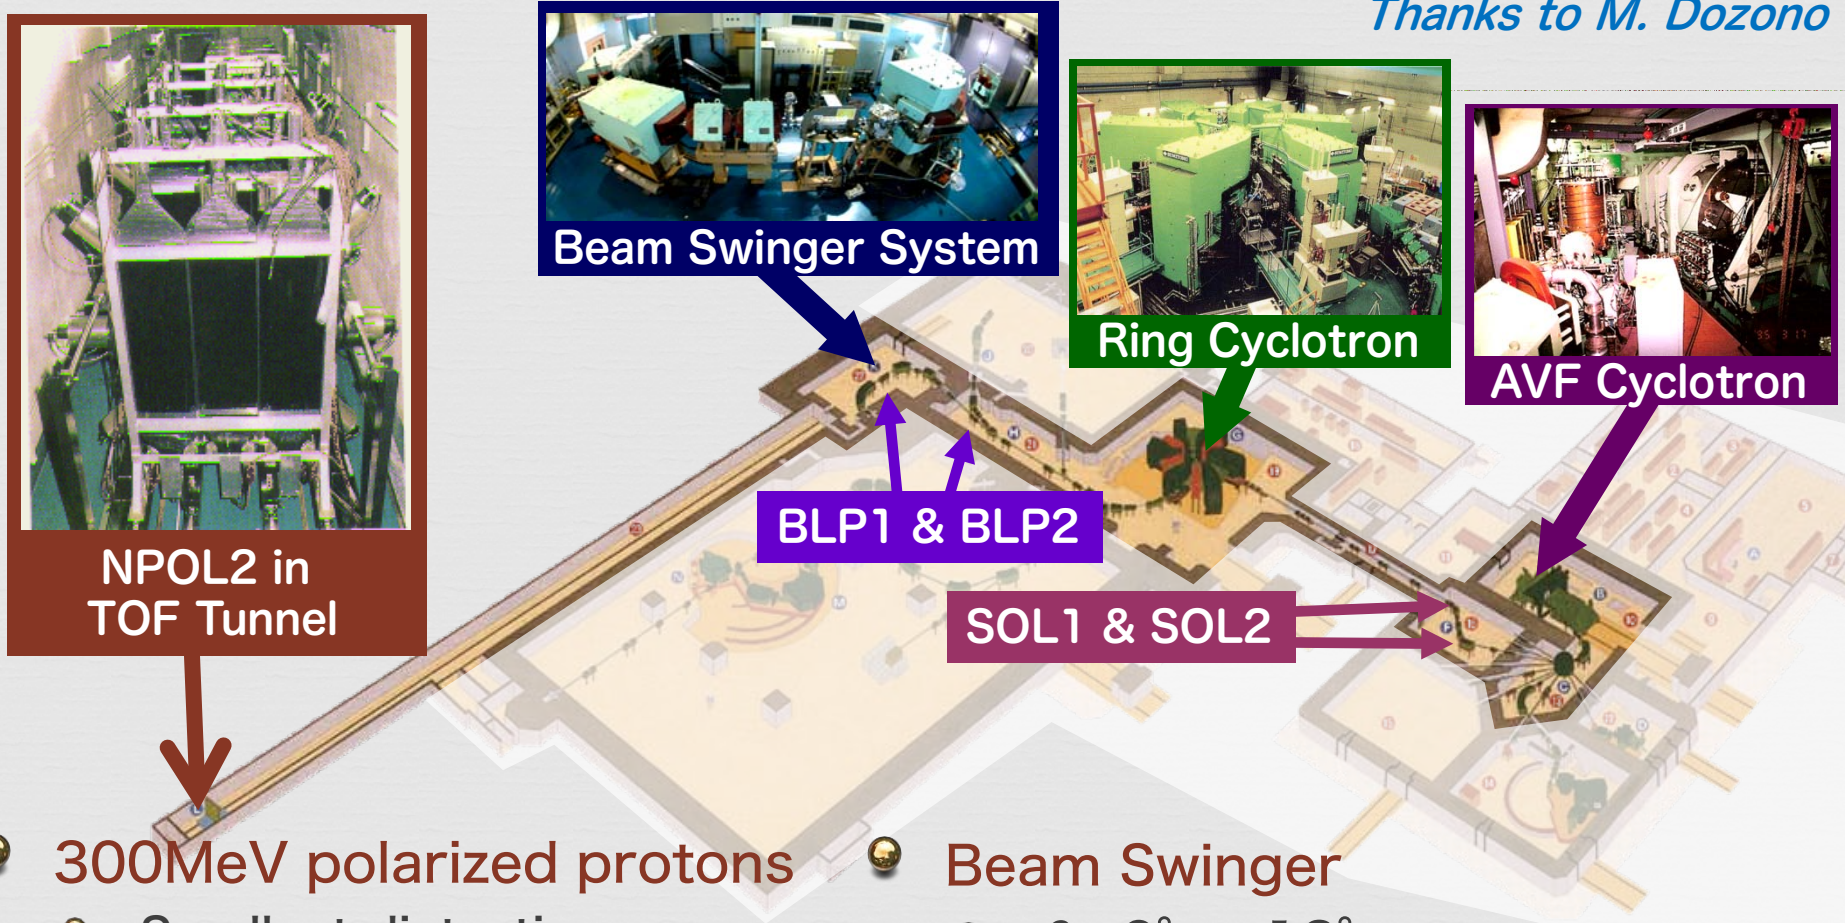 Thanks to M. Dozono
Beam Swinger System
Ring Cyclotron
AVF Cyclotron
BLP1 & BLP2
NPOL2 in
TOF Tunnel
SOL1 & SOL2
300MeV polarized protons
Beam Swinger